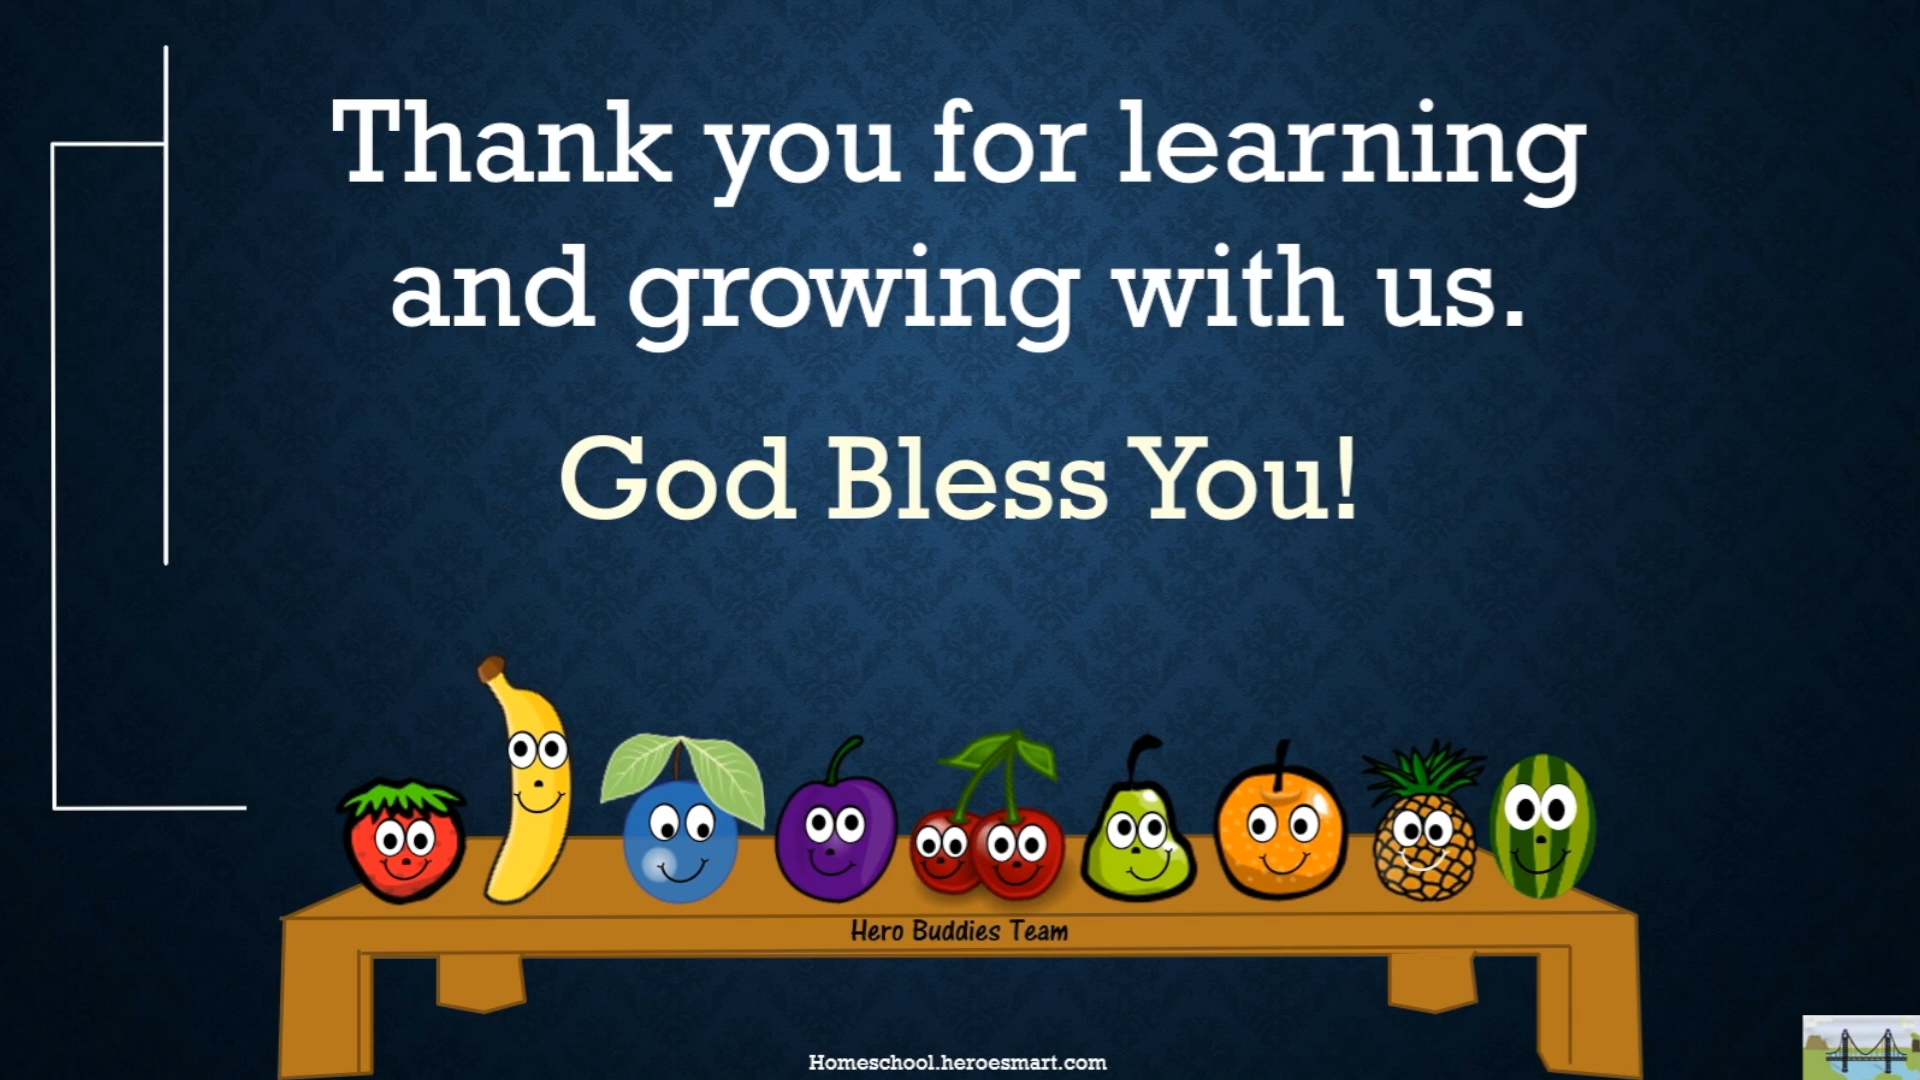 Thank you for learning
and growing with us.
God Bless You!
Hero Buddies Team
Homeschool.heroesmart.com